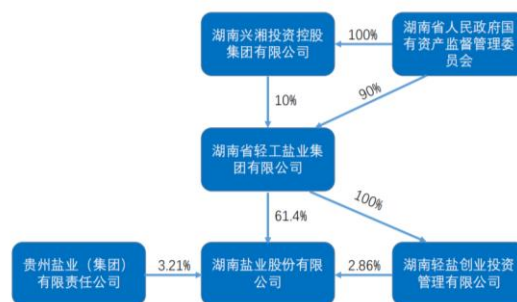 湖南兴湘投资控股
集团有限公司
100%
湖南省人民政府国
有资产监督管理委
员会
10%
90%
湖南省轻工盐业集
团有限公司
61.4%
100%
贵州盐业（集团）
有限责任公司
3.21%
湖南盐业股份有限
公司
2.86%
湖南轻盐创业投资
管理有限公司